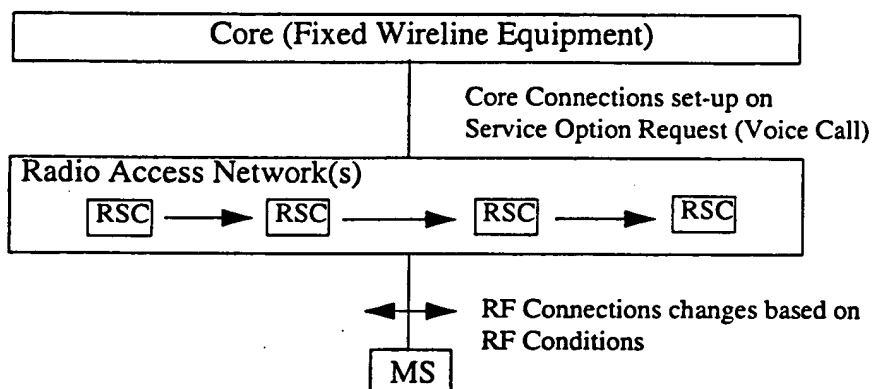 Core (Fixed Wireline Equipment)
Core Connections set-up on
Service Option Request (Voice Call)
Radio Access Network(s)
RSC RSC RSC RSC
RF Connections changes based on
RF Conditions
MS